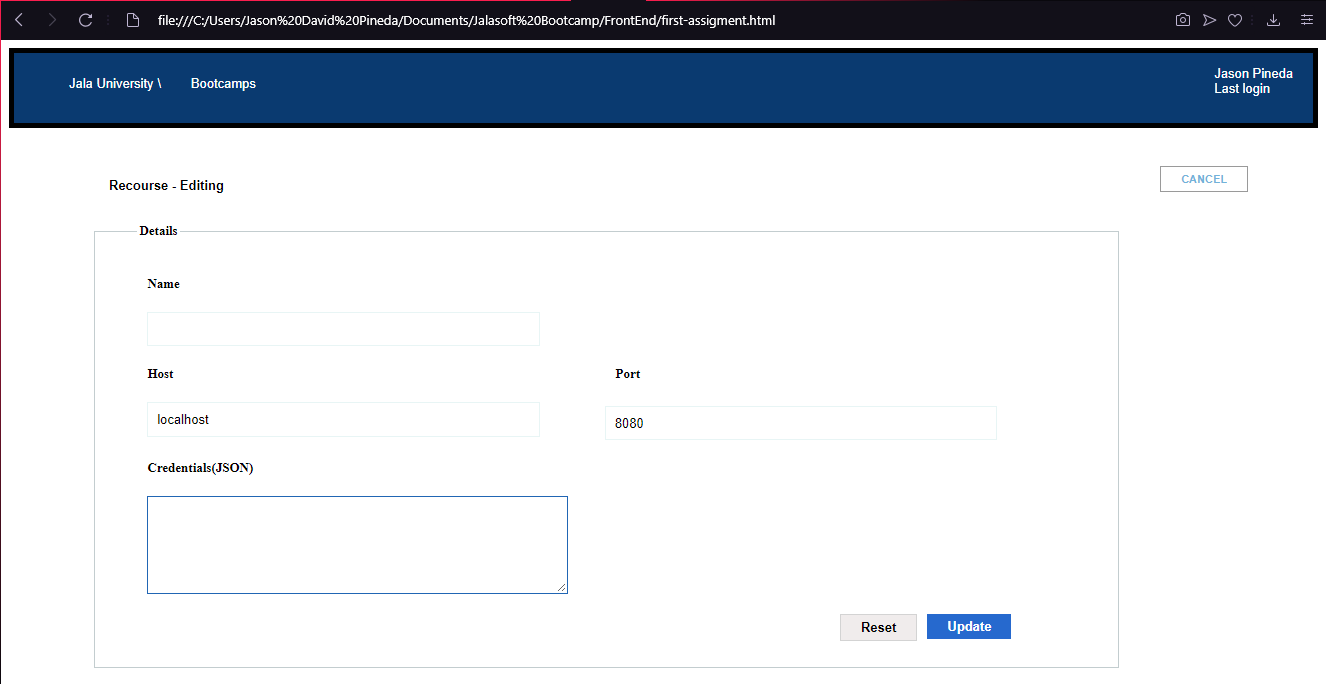 file:///C:/Users/Jason%20David%20Pineda/Documents/Jalasoft%20Bootcamp/FrontEnd/first-assigment.html
Jala University \ Bootcamps
Jason Pineda
Last login
Recourse - Editing
CANCEL
Details
Name
Host Port
localhost 8080
Credentials(JSON)
Reset Update